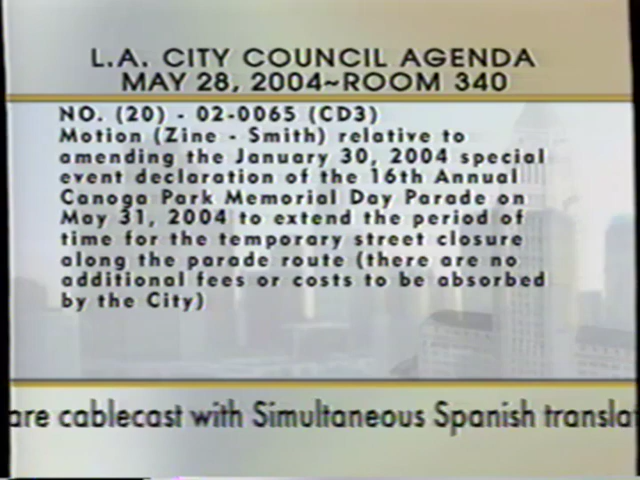 L.A. CITY COUNCIL AGENDA
MAY 28, 2004~ROOM 340
NO. (20) - 02-0065 (CD3)
Motion (Zine - Smith) relative to
amending the January 30, 2004 special
event declaration of the 16th Annual
Canoga Park Memorial Day Parade on
May 31, 2004 to extend the period of
time for the temporary street closure
along the parade route (there are no
additional fees or costs to be absorbed
by the City)
are cablecast with Simultaneous Spanish transla